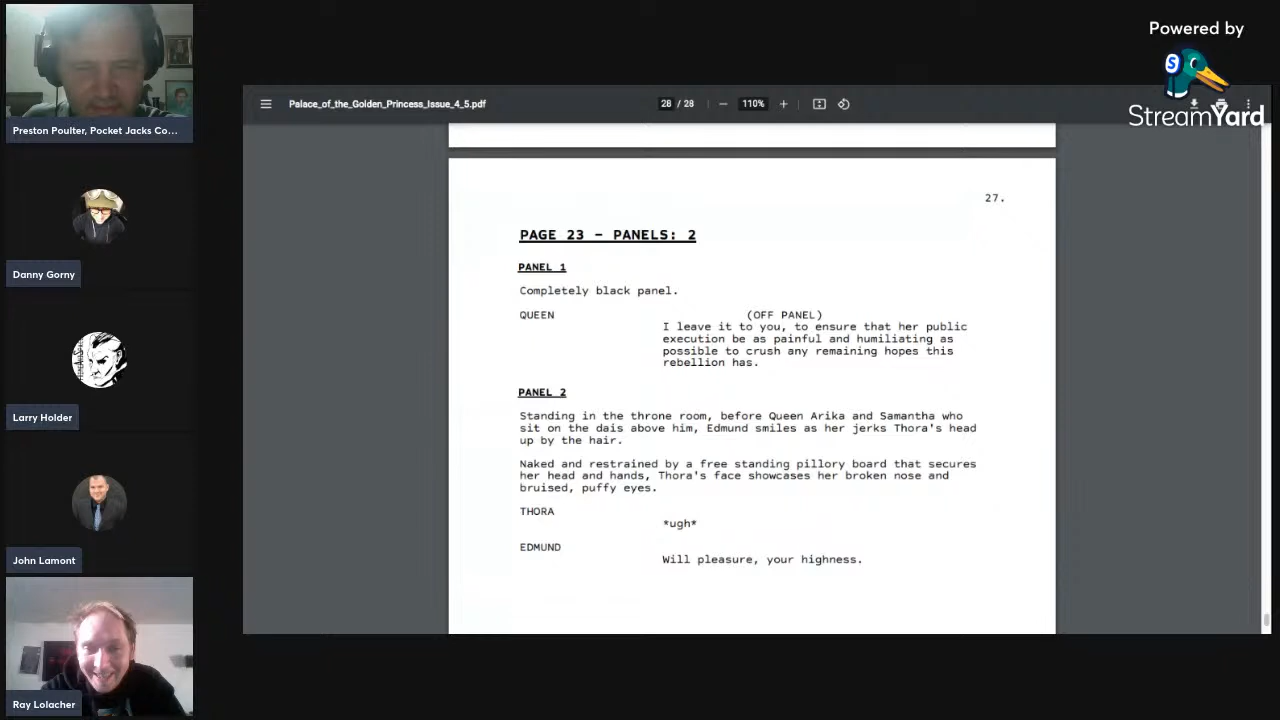 Powered by
StreamYard
S
Palace_of_the_Golden_Princess_Issue_4_5.pdf
28 / 28
110%
27.
PAGE 23 - PANELS: 2
PANEL 1
Completely black panel.
QUEEN
(OFF PANEL)
I leave it to you, to ensure that her public
execution be as painful and humiliating as
possible to crush any remaining hopes this
rebellion has.
PANEL 2
Standing in the throne room, before Queen Arika and Samantha who
sit on the dais above him, Edmund smiles as her jerks Thora's head
up by the hair.
Naked and restrained by a free standing pillory board that secures
her head and hands, Thora's face showcases her broken nose and
bruised, puffy eyes.
THORA
*ugh*
EDMUND
Will pleasure, your highness.
Preston Poulter, Pocket Jacks Co...
Danny Gorny
Larry Holder
John Lamont
Ray Lolacher